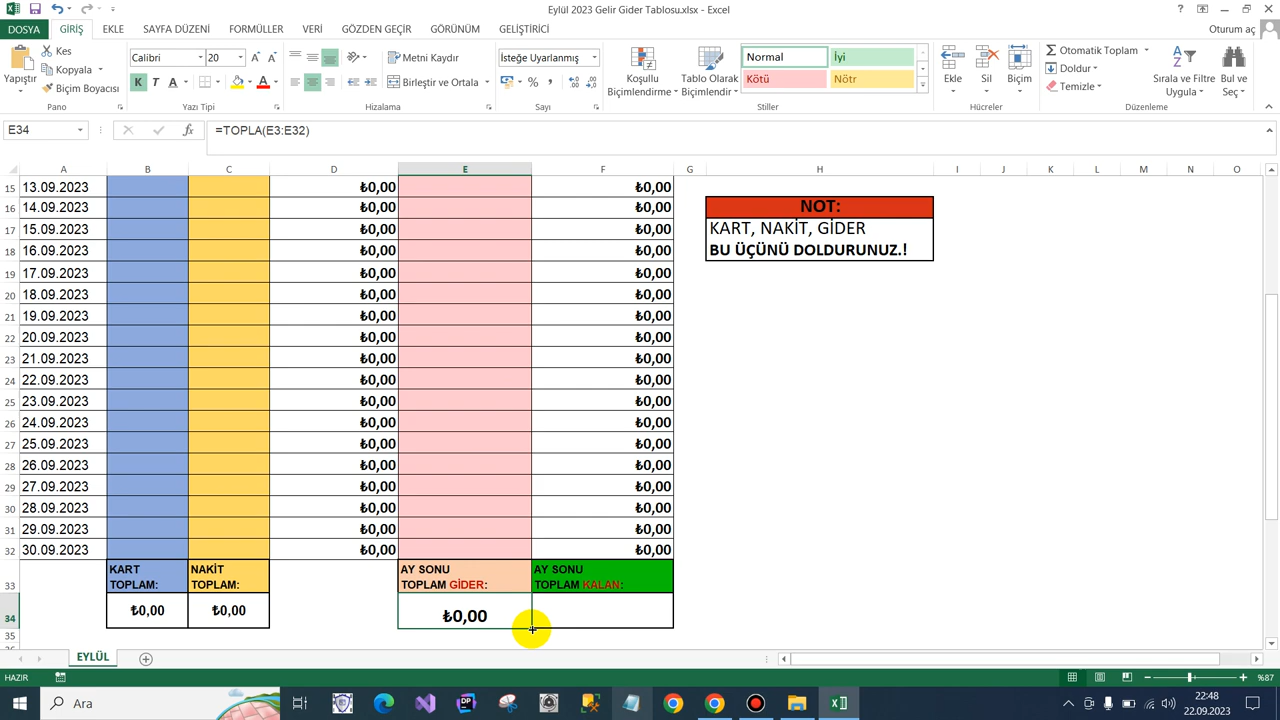 Eylül 2023 Gelir Gider Tablosu.xlsx - Excel
DOSYA GİRİŞ EKLE SAYFA DÜZENİ FORMÜLLER VERİ GÖZDEN GEÇİR GÖRÜNÜM GELİŞTİRİCİ Oturum aç
Yapıştır
Kes
Kopyala
Biçim Boyacısı
Pano
Calibri 20
K T A
Yazı Tipi
Metni Kaydır
Birleştir ve Ortala
Hizalama
İsteğe Uyarlanmış
Sayı
Koşullu Biçimlendirme
Tablo Olarak Biçimlendir
Normal İyi
Kötü Nötr
Stiller
Ekle Sil Biçim
Hücreler
Otomatik Toplam
Doldur
Temizle
Sırala ve Filtre Uygula
Bul ve Seç
Düzenleme
E34 fx =TOPLA(E3:E32)
A B C D E F G H I J K L M N O
15 13.09.2023 ₺0,00 ₺0,00
16 14.09.2023 ₺0,00 ₺0,00 NOT:
17 15.09.2023 ₺0,00 ₺0,00 KART, NAKİT, GİDER
18 16.09.2023 ₺0,00 ₺0,00 BU ÜÇÜNÜ DOLDURUNUZ.!
19 17.09.2023 ₺0,00 ₺0,00
20 18.09.2023 ₺0,00 ₺0,00
21 19.09.2023 ₺0,00 ₺0,00
22 20.09.2023 ₺0,00 ₺0,00
23 21.09.2023 ₺0,00 ₺0,00
24 22.09.2023 ₺0,00 ₺0,00
25 23.09.2023 ₺0,00 ₺0,00
26 24.09.2023 ₺0,00 ₺0,00
27 25.09.2023 ₺0,00 ₺0,00
28 26.09.2023 ₺0,00 ₺0,00
29 27.09.2023 ₺0,00 ₺0,00
30 28.09.2023 ₺0,00 ₺0,00
31 29.09.2023 ₺0,00 ₺0,00
32 30.09.2023 ₺0,00 ₺0,00
33
KART TOPLAM:
NAKİT TOPLAM:
AY SONU TOPLAM GİDER:
AY SONU TOPLAM KALAN:
34 ₺0,00 ₺0,00 ₺0,00
35
EYLÜL
HAZIR %87
Ara
22:48
22.09.2023